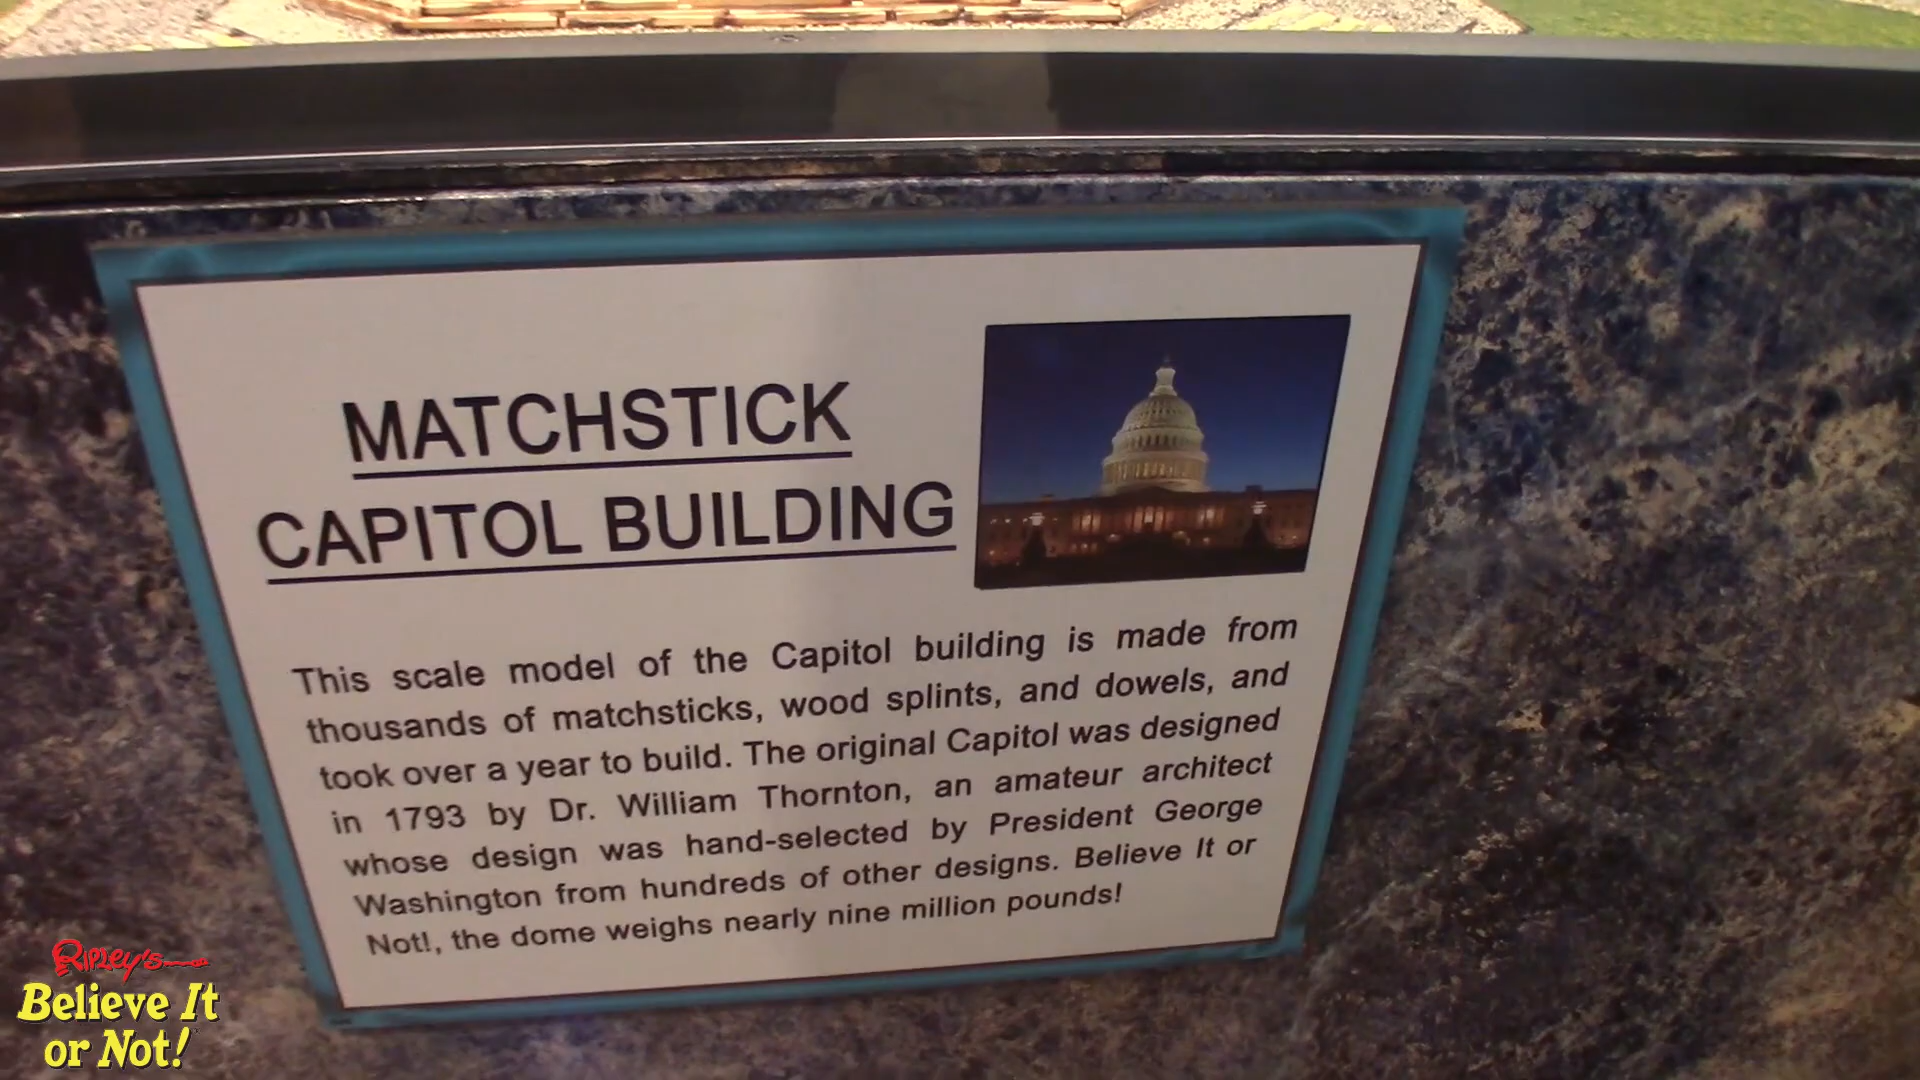 MATCHSTICK
CAPITOL BUILDING
This scale model of the Capitol building is made from
thousands of matchsticks, wood splints, and dowels, and
took over a year to build. The original Capitol was designed
in 1793 by Dr. William Thornton, an amateur architect
whose design was hand-selected by President George
Washington from hundreds of other designs. Believe It or
Not!, the dome weighs nearly nine million pounds!
Ripley's
Believe It
or Not!